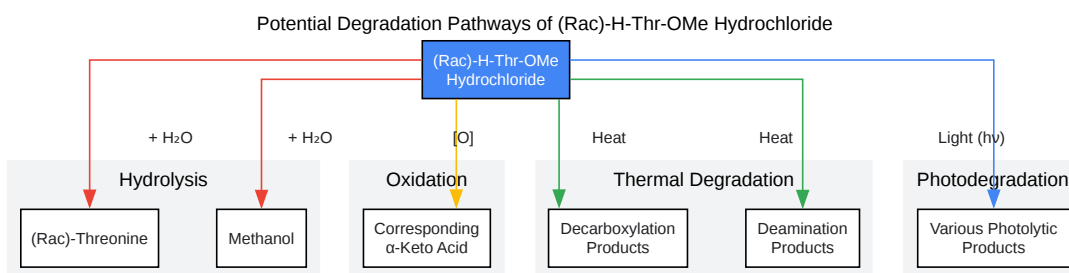 Potential Degradation Pathways of (Rac)-H-Thr-OMe Hydrochloride
(Rac)-H-Thr-OMe
Hydrochloride
+ H₂O
+ H₂O
[O]
Heat
Heat
Light (hν)
Hydrolysis
Oxidation
Thermal Degradation
Photodegradation
(Rac)-Threonine
Methanol
Corresponding
α-Keto Acid
Decarboxylation
Products
Deamination
Products
Various Photolytic
Products